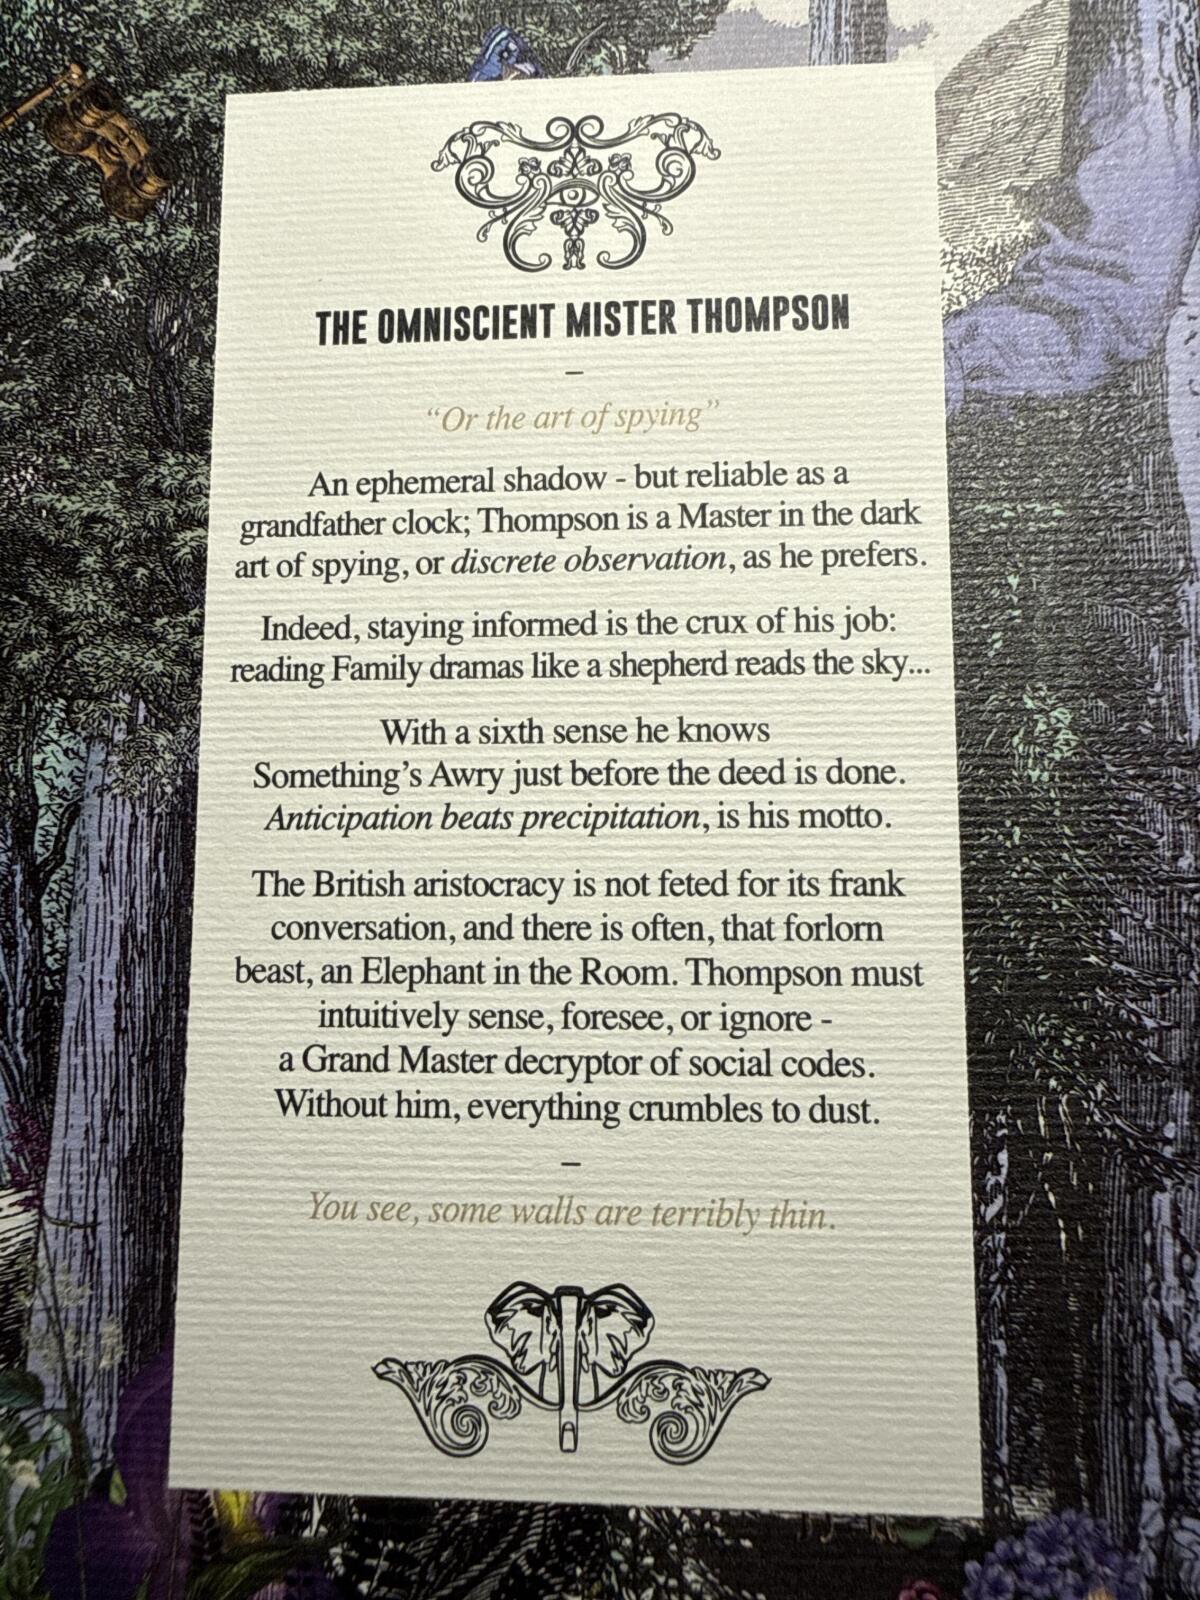 THE OMNISCIENT MISTER THOMPSON
–
“Or the art of spying”
An ephemeral shadow - but reliable as a
grandfather clock; Thompson is a Master in the dark
art of spying, or discrete observation, as he prefers.
Indeed, staying informed is the crux of his job:
reading Family dramas like a shepherd reads the sky...
With a sixth sense he knows
Something’s Awry just before the deed is done.
Anticipation beats precipitation, is his motto.
The British aristocracy is not feted for its frank
conversation, and there is often, that forlorn
beast, an Elephant in the Room. Thompson must
intuitively sense, foresee, or ignore -
a Grand Master decryptor of social codes.
Without him, everything crumbles to dust.
–
You see, some walls are terribly thin.